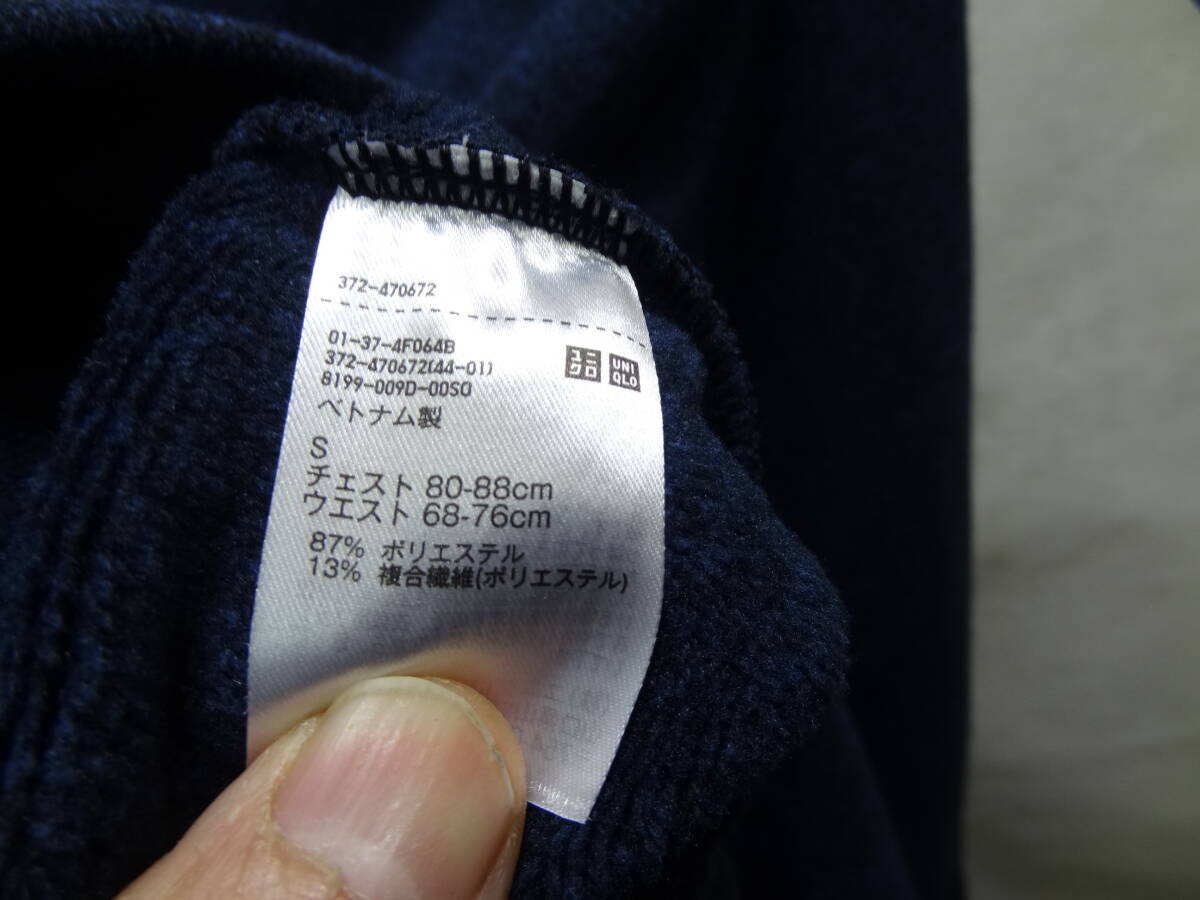 372-470672
01-37-4F064B
372-470672(44-01)
8199-009D-00SO
ユニクロ
UNIQLO
ベトナム製
S
チェスト 80-88cm
ウエスト 68-76cm
87% ポリエステル
13% 複合繊維(ポリエステル)